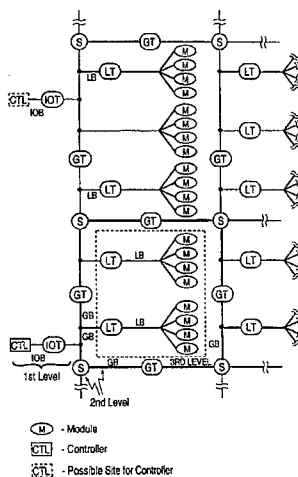 S GT S
M
LT M LT
LB M
M
CTL IOT
IOB
M
M
M
M
GT GT
M
LT M LT
LB M
M
S GT S
M
LT LB M LT
M
M
GT GT
GB M
LT LB M LT
GB M GB
CTL IOT M
IOB
1st Level GB 3RD LEVEL
S GT S
2nd Level
M - Module
CTL - Controller
CTL - Possible Site for Controller